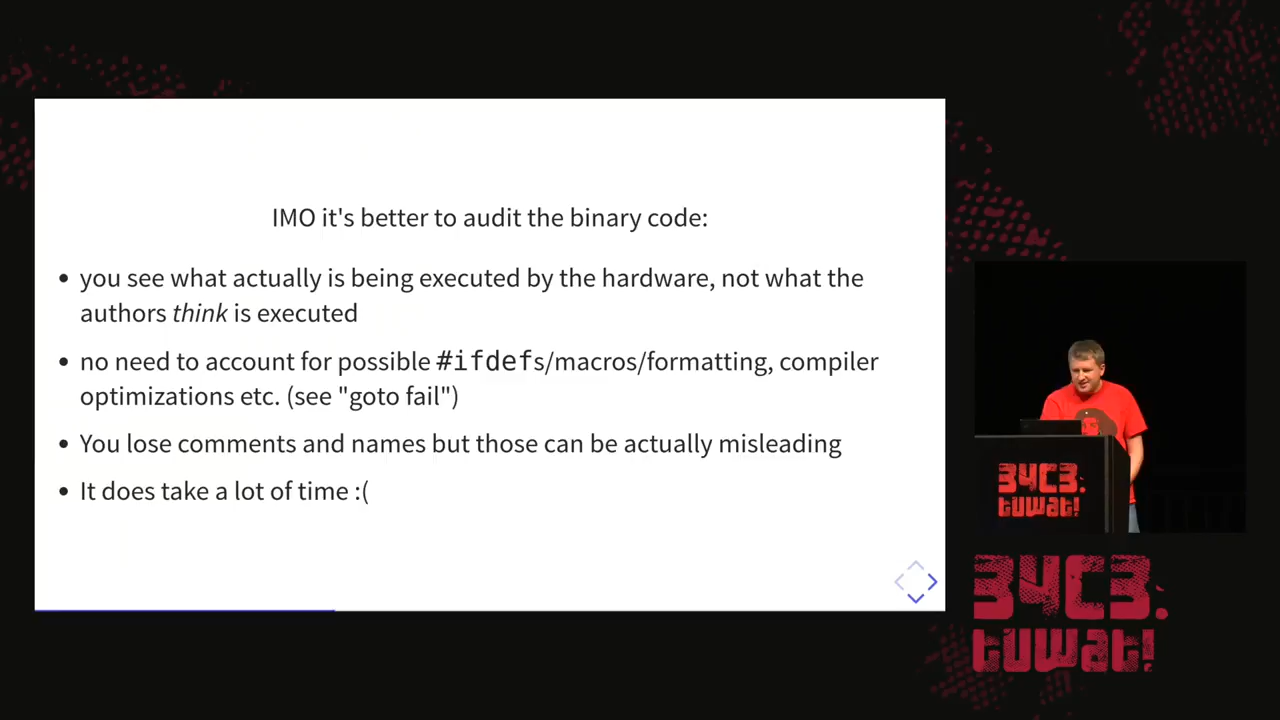 IMO it's better to audit the binary code:
• you see what actually is being executed by the hardware, not what the
authors think is executed
• no need to account for possible #ifdefs/macros/formatting, compiler
optimizations etc. (see "goto fail")
• You lose comments and names but those can be actually misleading
• It does take a lot of time :(
34C3.
tuwat!
34C3.
tuwat!